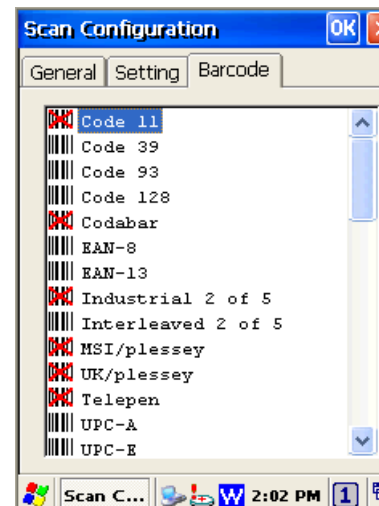 Scan Configuration OK
General Setting Barcode
Code 11
Code 39
Code 93
Code 128
Codabar
EAN-8
EAN-13
Industrial 2 of 5
Interleaved 2 of 5
MSI/plessey
UK/plessey
Telepen
UPC-A
UPC-E
Scan C... W 2:02 PM 1